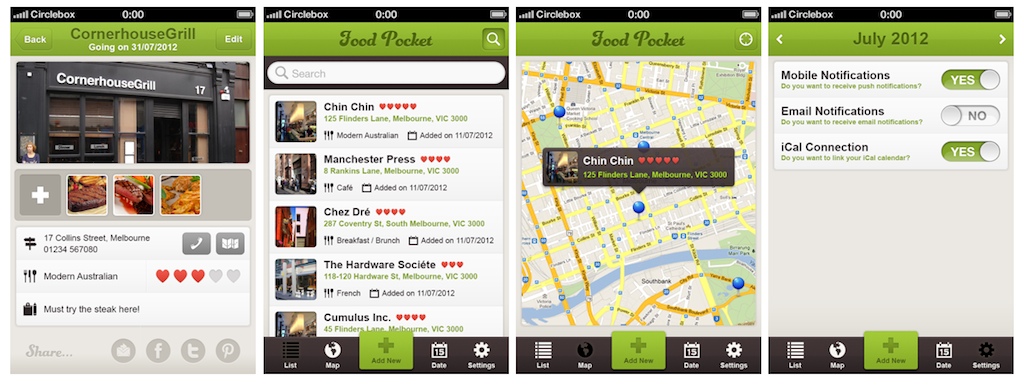 Circlebox 0:00
Back CornerhouseGrill Edit
Going on 31/07/2012
CornerhouseGrill 17
17 Collins Street, Melbourne
01234 567080
Modern Australian
Must try the steak here!
Share...
Circlebox 0:00
Food Pocket
Search
Chin Chin
125 Flinders Lane, Melbourne, VIC 3000
Modern Australian Added on 11/07/2012
Manchester Press
8 Rankins Lane, Melbourne, VIC 3000
Café Added on 11/07/2012
Chez Dré
287 Coventry St, South Melbourne, VIC 3000
Breakfast / Brunch Added on 11/07/2012
The Hardware Sociéte
118-120 Hardware St, Melbourne, VIC 3000
French Added on 11/07/2012
Cumulus Inc.
45 Flinders Lane, Melbourne, VIC 3000
List Map Add New 15 Date Settings
Circlebox 0:00
Food Pocket
Chin Chin
125 Flinders Lane, Melbourne, VIC 3000
Southbank
List Map Add New 15 Date Settings
Circlebox 0:00
July 2012
Mobile Notifications YES
Do you want to receive push notifications?
Email Notifications NO
Do you want to receive email notifications?
iCal Connection YES
Do you want to link your iCal calendar?
List Map Add New 15 Date Settings